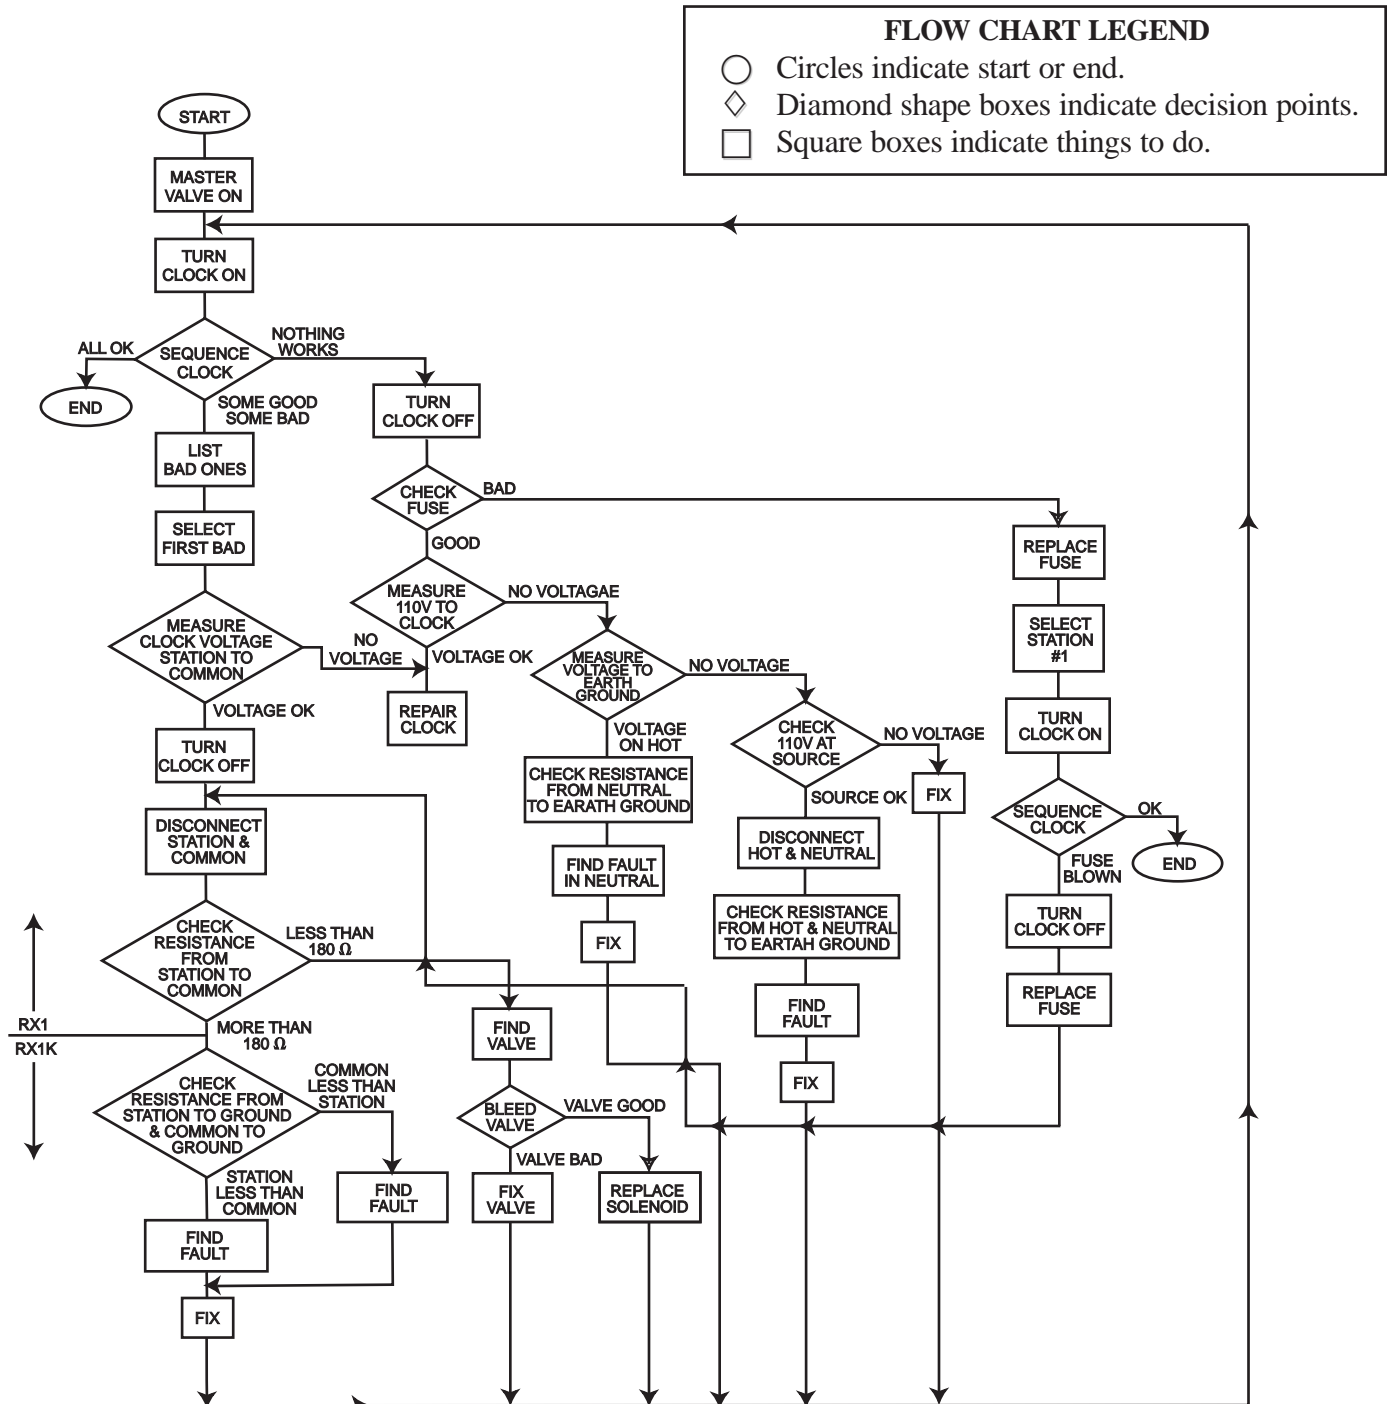 FLOW CHART LEGEND
Circles indicate start or end.
Diamond shape boxes indicate decision points.
Square boxes indicate things to do.
START
MASTER
VALVE ON
TURN
CLOCK ON
SEQUENCE
CLOCK
ALL OK
END
NOTHING
WORKS
SOME GOOD
SOME BAD
LIST
BAD ONES
SELECT
FIRST BAD
MEASURE
CLOCK VOLTAGE
STATION TO
COMMON
NO
VOLTAGE
VOLTAGE OK
TURN
CLOCK OFF
DISCONNECT
STATION &
COMMON
CHECK
RESISTANCE
FROM
STATION TO
COMMON
LESS THAN
180 Ω
RX1
RX1K
MORE THAN
180 Ω
CHECK
RESISTANCE FROM
STATION TO GROUND
& COMMON TO
GROUND
COMMON
LESS THAN
STATION
STATION
LESS THAN
COMMON
FIND
FAULT
FIND
FAULT
FIX
TURN
CLOCK OFF
CHECK
FUSE
BAD
GOOD
MEASURE
110V TO
CLOCK
NO VOLTAGAE
VOLTAGE OK
REPAIR
CLOCK
MEASURE
VOLTAGE TO
EARTH
GROUND
NO VOLTAGE
VOLTAGE
ON HOT
CHECK RESISTANCE
FROM NEUTRAL
TO EARATH GROUND
FIND FAULT
IN NEUTRAL
FIX
CHECK
110V AT
SOURCE
NO VOLTAGE
FIX
SOURCE OK
DISCONNECT
HOT & NEUTRAL
CHECK RESISTANCE
FROM HOT & NEUTRAL
TO EARTAH GROUND
FIND
FAULT
FIX
FIND
VALVE
BLEED
VALVE
VALVE GOOD
VALVE BAD
FIX
VALVE
REPLACE
SOLENOID
REPLACE
FUSE
SELECT
STATION
#1
TURN
CLOCK ON
SEQUENCE
CLOCK
OK
END
FUSE
BLOWN
TURN
CLOCK OFF
REPLACE
FUSE